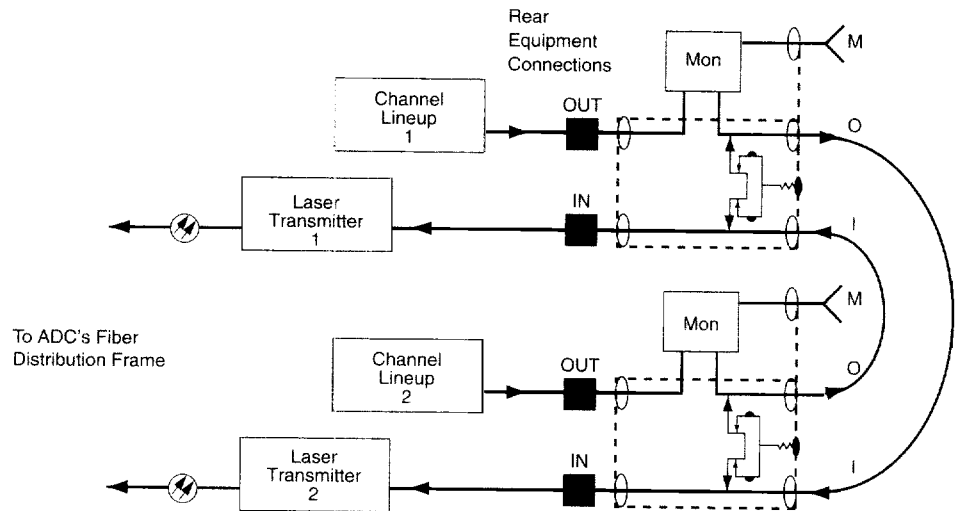 Rear
Equipment
Connections
Mon
M
Channel
Lineup
1
OUT
O
Laser
Transmitter
1
IN
I
To ADC's Fiber
Distribution Frame
Mon
M
Channel
Lineup
2
OUT
O
Laser
Transmitter
2
IN
I